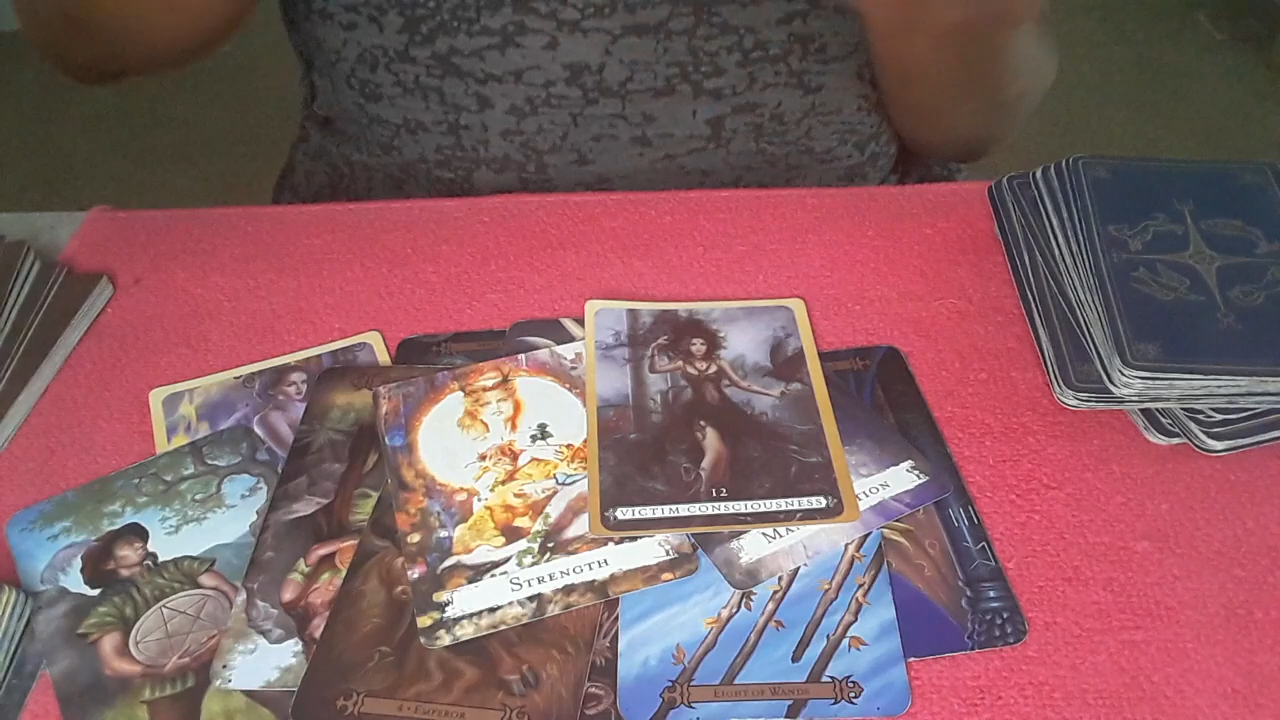 12
VICTIM CONSCIOUSNESS
STRENGTH
EIGHT OF WANDS
4 • EMPEROR